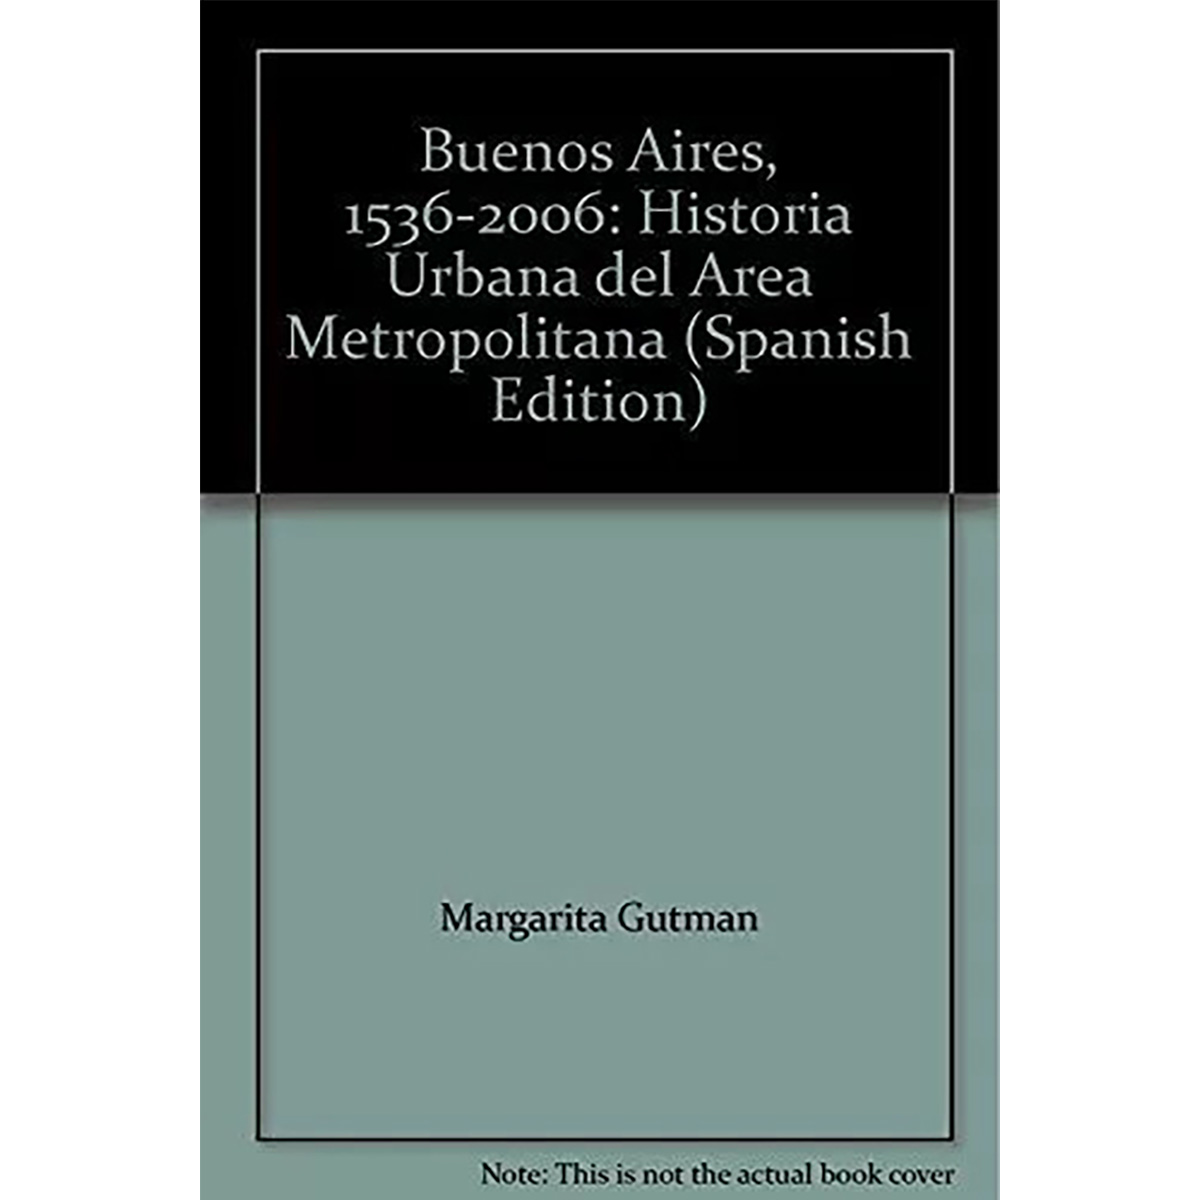 Buenos Aires,
1536-2006: Historia
Urbana del Area
Metropolitana (Spanish
Edition)
Margarita Gutman
Note: This is not the actual book cover